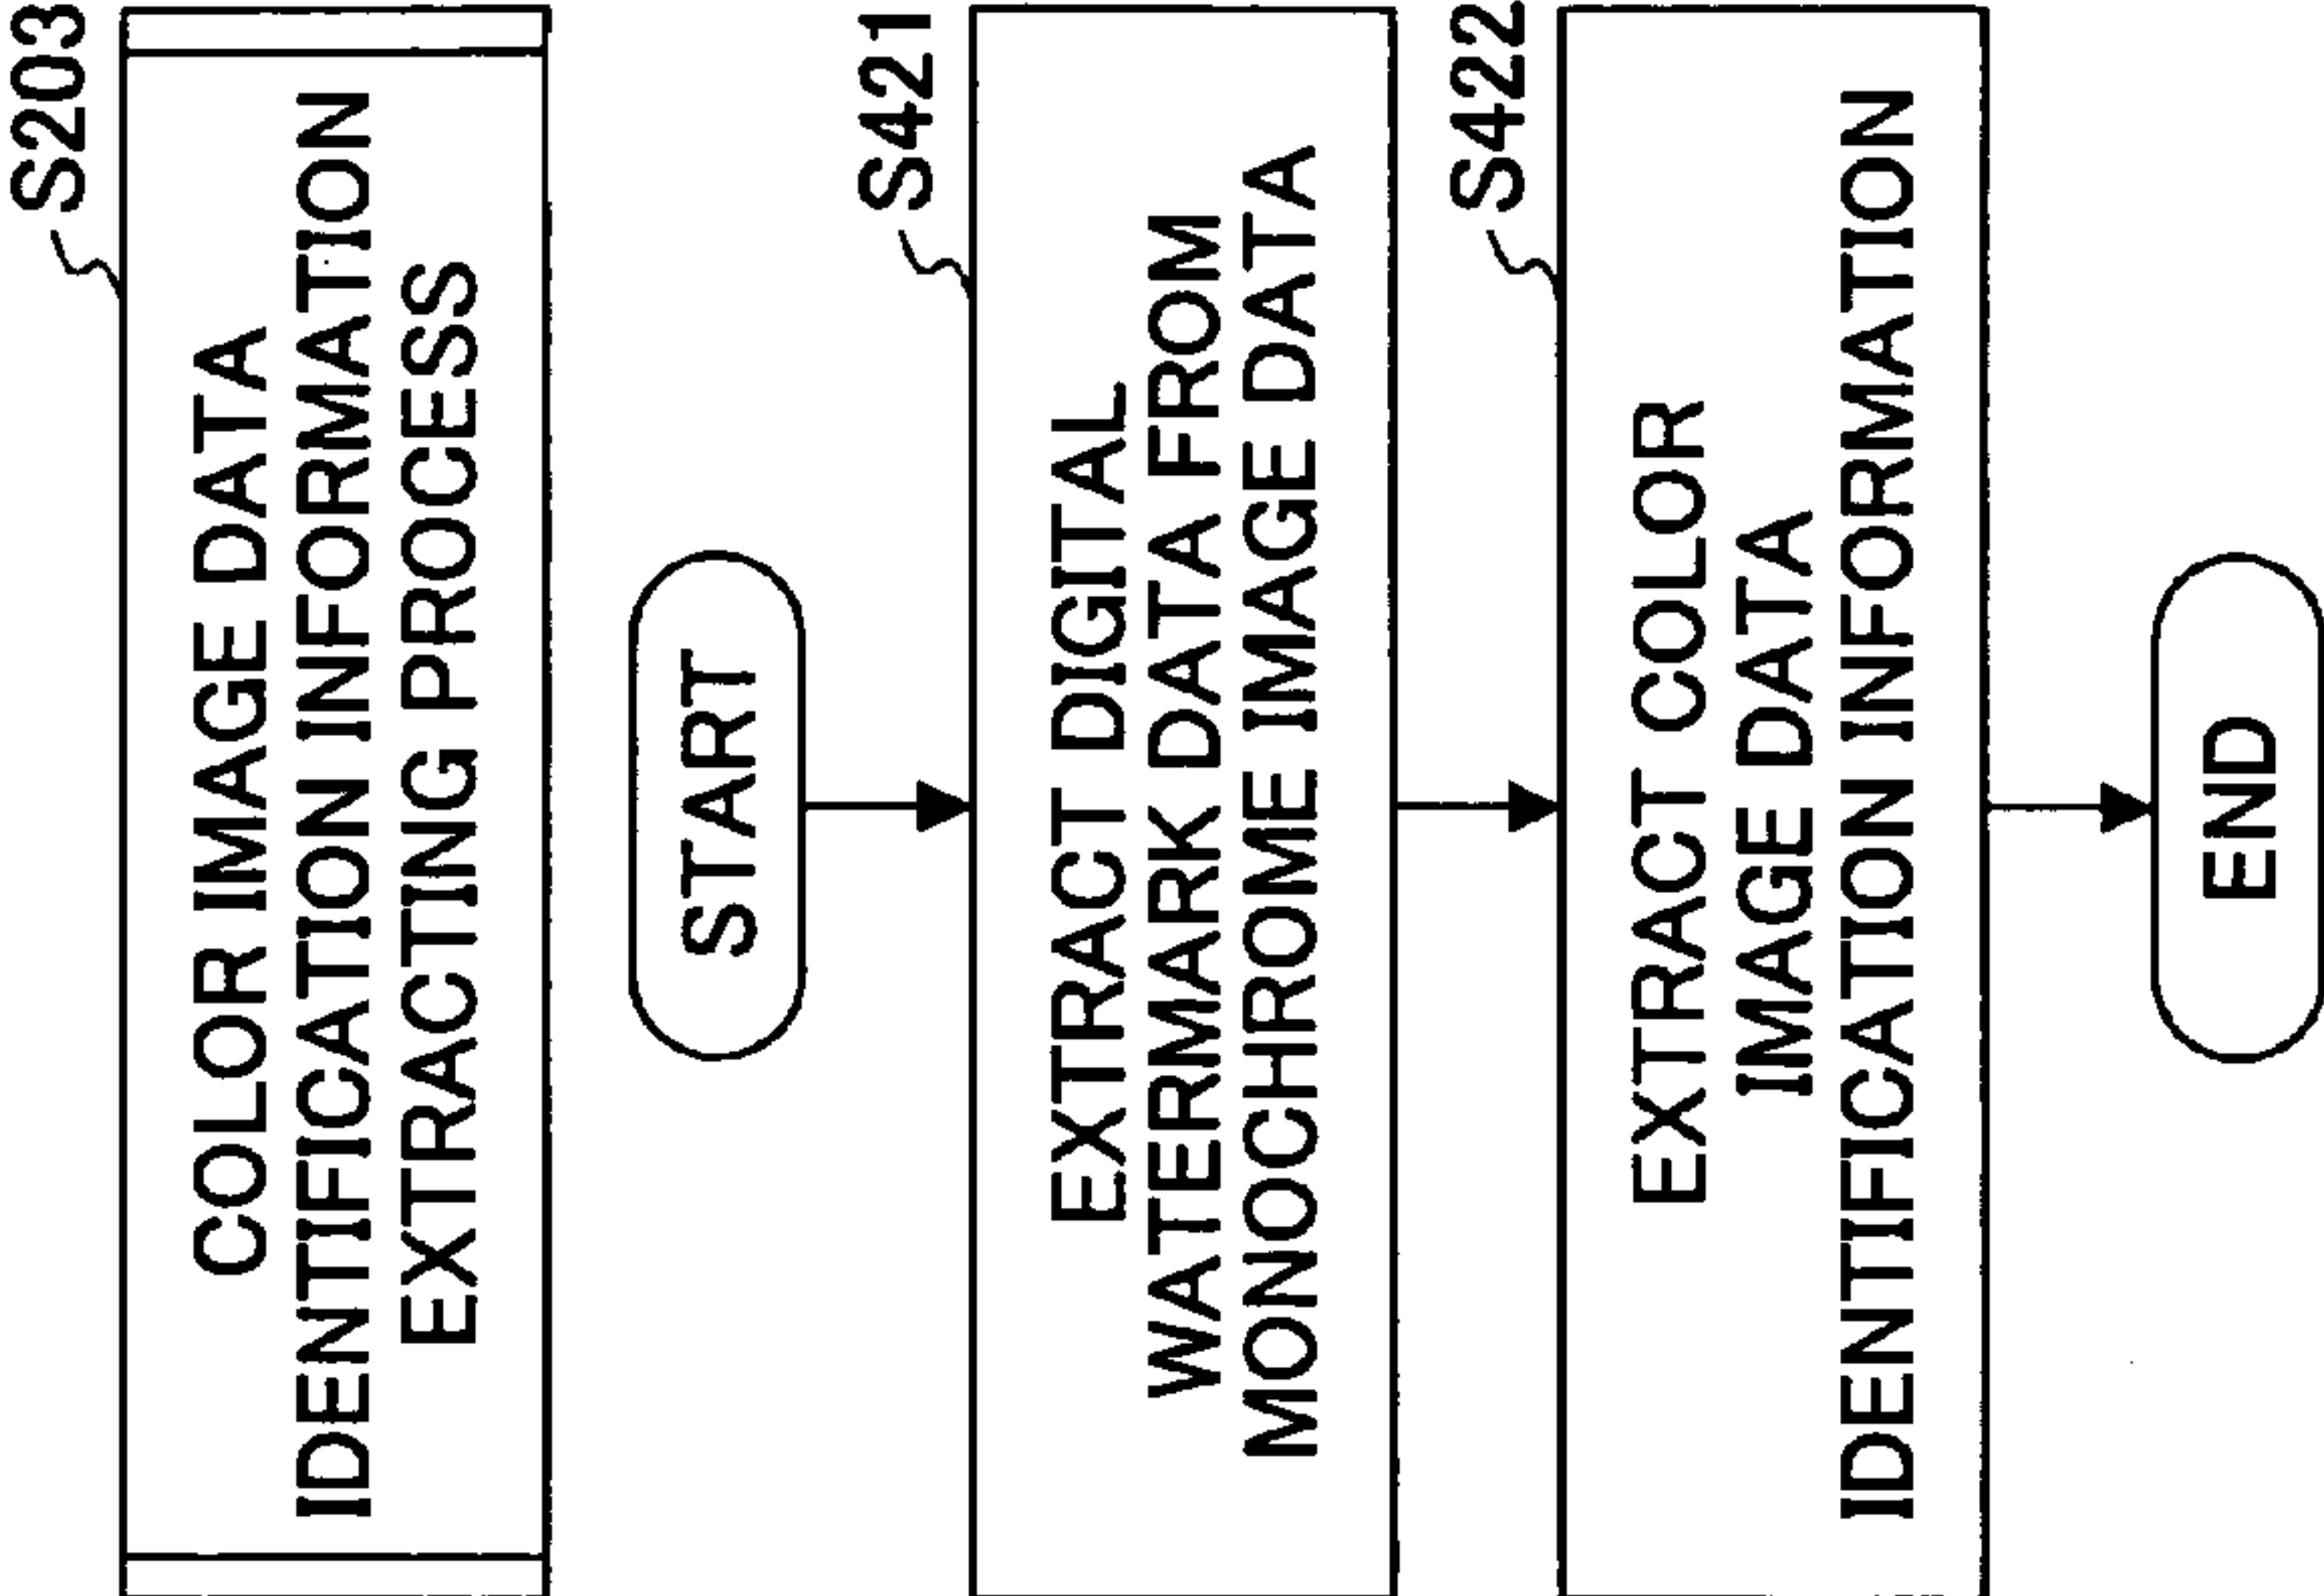 S203
COLOR IMAGE DATA
IDENTIFICATION INFORMATION
EXTRACTING PROCESS
START
S421
EXTRACT DIGITAL
WATERMARK DATA FROM
MONOCHROME IMAGE DATA
S422
EXTRACT COLOR
IMAGE DATA
IDENTIFICATION INFORMATION
END